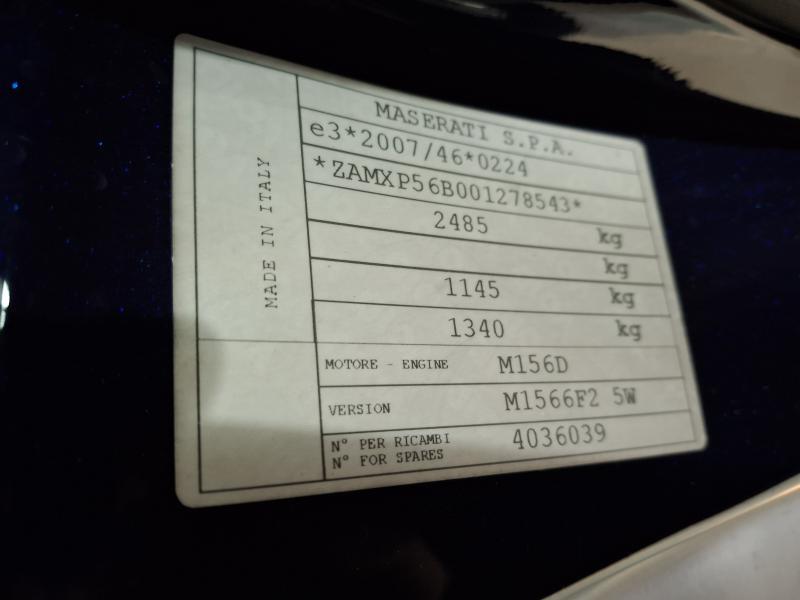 MASERATI S.P.A.
e3*2007/46*0224
*ZAMXP56B001278543*
2485 kg
kg
1145 kg
1340 kg
MADE IN ITALY
MOTORE - ENGINE M156D
VERSION M1566F2 5W
N° PER RICAMBI
N° FOR SPARES 4036039